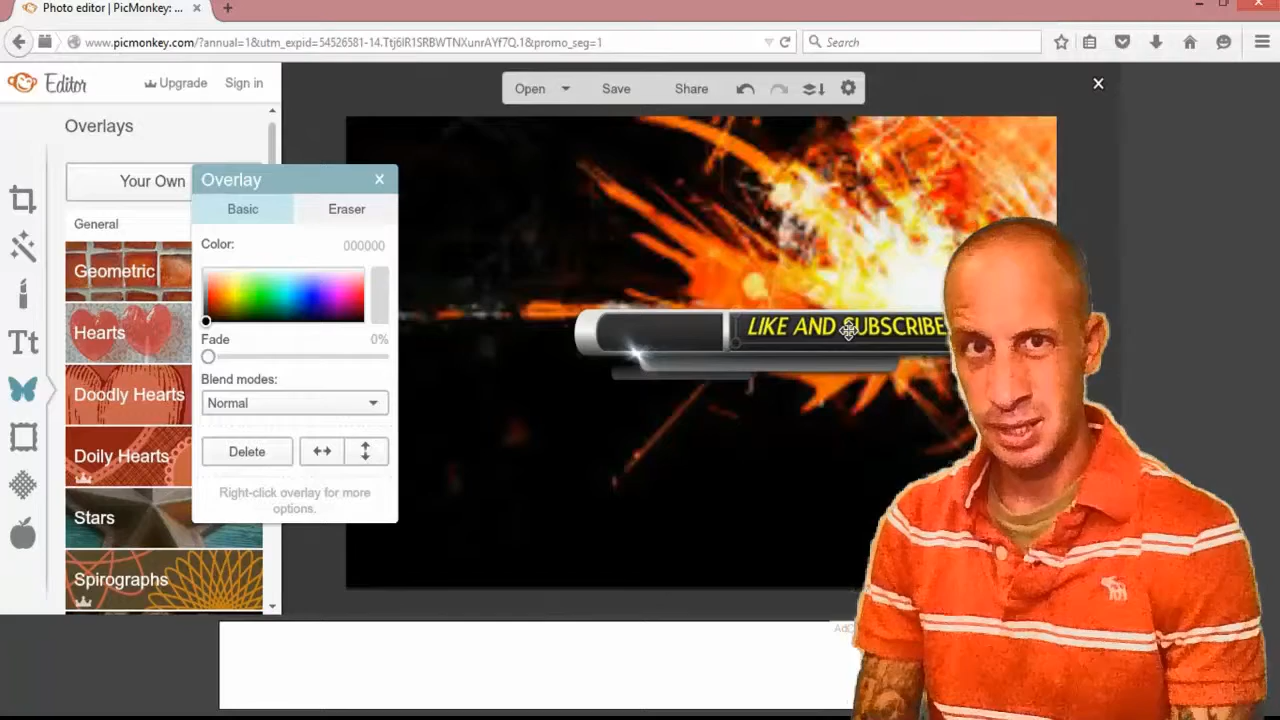 Photo editor | PicMonkey: ...
www.picmonkey.com/?annual=1&utm_expid=54526581-14.Ttj6lR1SRBWTNXunrAYf7Q.1&promo_seg=1
Search
Editor
Upgrade
Sign in
Open
Save
Share
Overlays
Your Own
General
Geometric
Hearts
Doodly Hearts
Doily Hearts
Stars
Spirographs
Overlay
Basic
Eraser
Color:
000000
Fade
0%
Blend modes:
Normal
Delete
Right-click overlay for more
options.
Tt
LIKE AND SUBSCRIBE